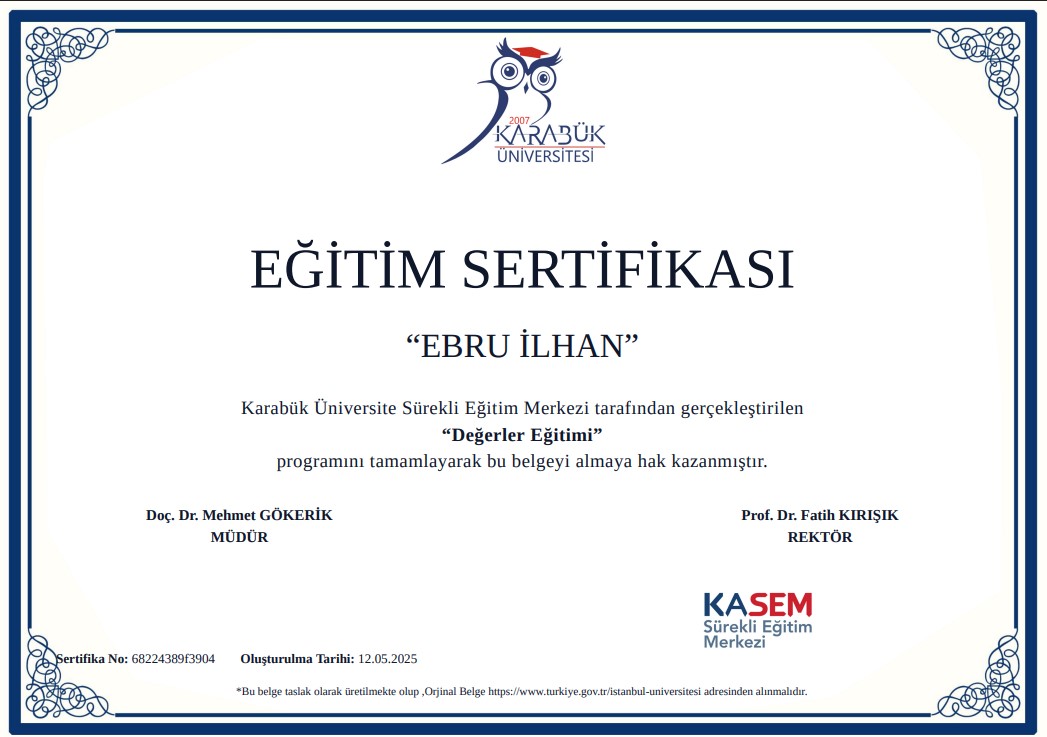 2007
KARABÜK
ÜNİVERSİTESİ
EĞİTİM SERTİFİKASI
“EBRU İLHAN”
Karabük Üniversite Sürekli Eğitim Merkezi tarafından gerçekleştirilen
“Değerler Eğitimi”
programını tamamlayarak bu belgeyi almaya hak kazanmıştır.
Doç. Dr. Mehmet GÖKERİK
MÜDÜR
Prof. Dr. Fatih KIRIŞIK
REKTÖR
KASEM
Sürekli Eğitim
Merkezi
Sertifika No: 68224389f3904 Oluşturulma Tarihi: 12.05.2025
*Bu belge taslak olarak üretilmekte olup ,Orjinal Belge https://www.turkiye.gov.tr/istanbul-universitesi adresinden alınmalıdır.